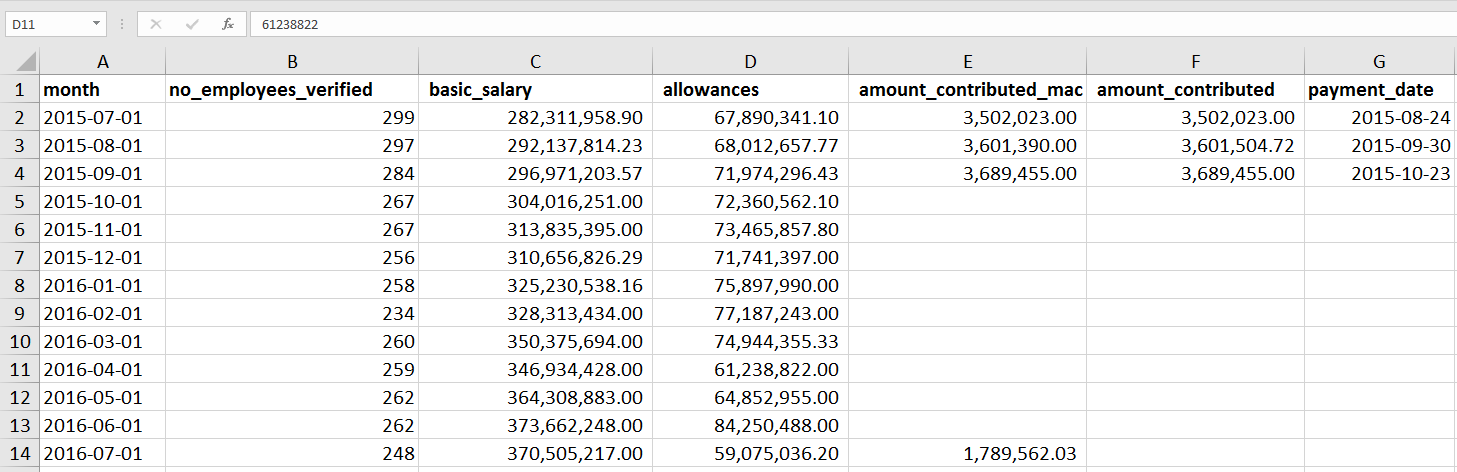 D11 fx 61238822
A B C D E F G
1 month no_employees_verified basic_salary allowances amount_contributed_mac amount_contributed payment_date
2 2015-07-01 299 282,311,958.90 67,890,341.10 3,502,023.00 3,502,023.00 2015-08-24
3 2015-08-01 297 292,137,814.23 68,012,657.77 3,601,390.00 3,601,504.72 2015-09-30
4 2015-09-01 284 296,971,203.57 71,974,296.43 3,689,455.00 3,689,455.00 2015-10-23
5 2015-10-01 267 304,016,251.00 72,360,562.10
6 2015-11-01 267 313,835,395.00 73,465,857.80
7 2015-12-01 256 310,656,826.29 71,741,397.00
8 2016-01-01 258 325,230,538.16 75,897,990.00
9 2016-02-01 234 328,313,434.00 77,187,243.00
10 2016-03-01 260 350,375,694.00 74,944,355.33
11 2016-04-01 259 346,934,428.00 61,238,822.00
12 2016-05-01 262 364,308,883.00 64,852,955.00
13 2016-06-01 262 373,662,248.00 84,250,488.00
14 2016-07-01 248 370,505,217.00 59,075,036.20 1,789,562.03